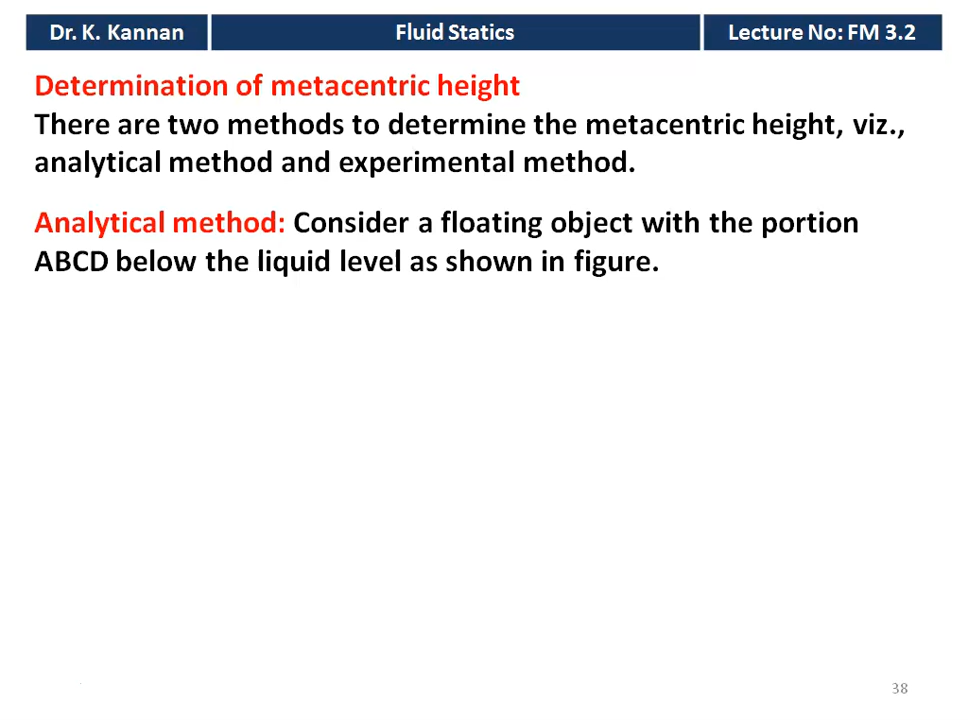 Dr. K. Kannan
Fluid Statics
Lecture No: FM 3.2
Determination of metacentric height
There are two methods to determine the metacentric height, viz.,
analytical method and experimental method.
Analytical method: Consider a floating object with the portion
ABCD below the liquid level as shown in figure.
38